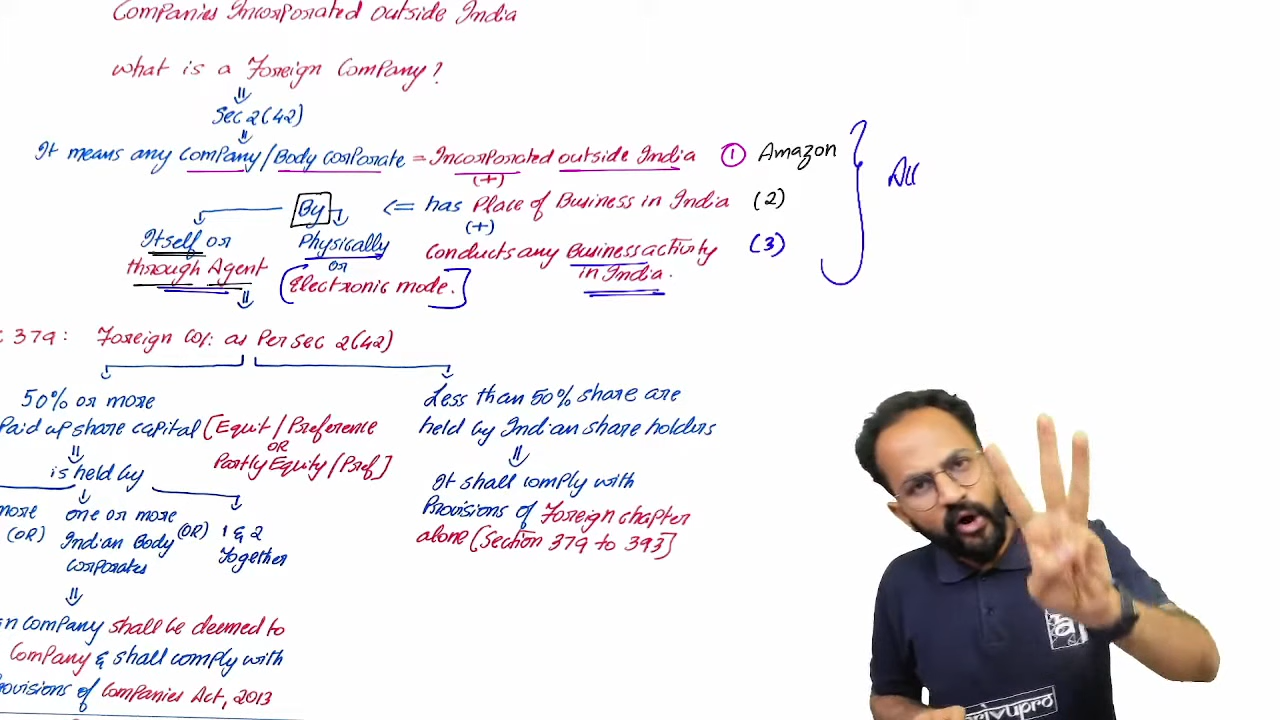 Companies Incorporated outside India
What is a Foreign Company?
⇓
Sec 2(42)
⇓
It means any Company/Body corporate = Incorporated outside India ① Amazon
(+)
By <= has Place of Business in India (2)
All
(+)
Itself or Physically conducts any Business activity (3)
through Agent or in India.
[Electronic mode.]
⇓
379: Foreign Co/: as Per Sec 2(42)
50% or more Less than 50% share are
Paid up share capital [Equit / Preference held by Indian share holders
OR
Partly Equity / Pref]
⇓ ⇓
is held by It shall comply with
more one or more 1 & 2 Provisions of Foreign chapter
(OR) Indian Body (OR) Together alone [Section 379 to 393]
Corporates
⇓
Company shall be deemed to
Company & shall comply with
Provisions of Companies Act, 2013
aj
arivupro